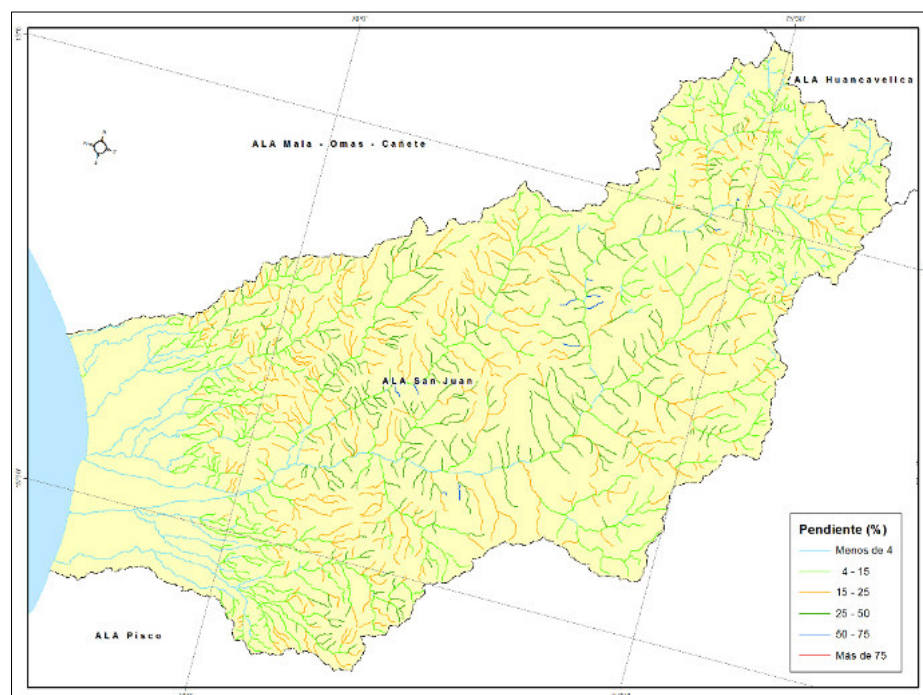 ALA Huancavelica
ALA Mala - Omas - Cañete
ALA San Juan
ALA Pisco
Pendiente (%)
Menos de 4
4 - 15
15 - 25
25 - 50
50 - 75
Más de 75